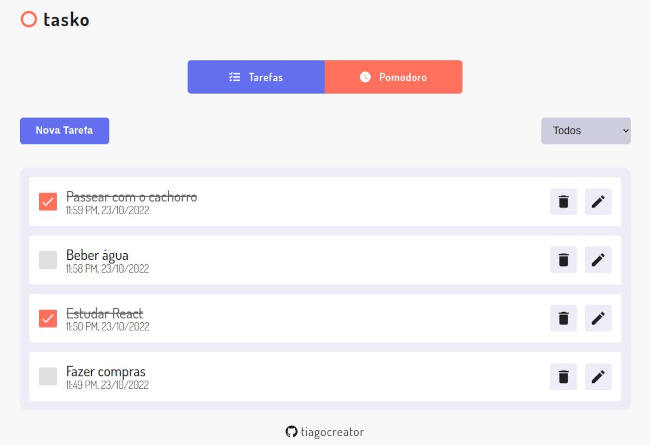 tasko
Tarefas
Pomodoro
Nova Tarefa
Todos
Passear com o cachorro
11:59 PM, 23/10/2022
Beber água
11:58 PM, 23/10/2022
Estudar React
11:50 PM, 23/10/2022
Fazer compras
11:49 PM, 23/10/2022
tiagocreator